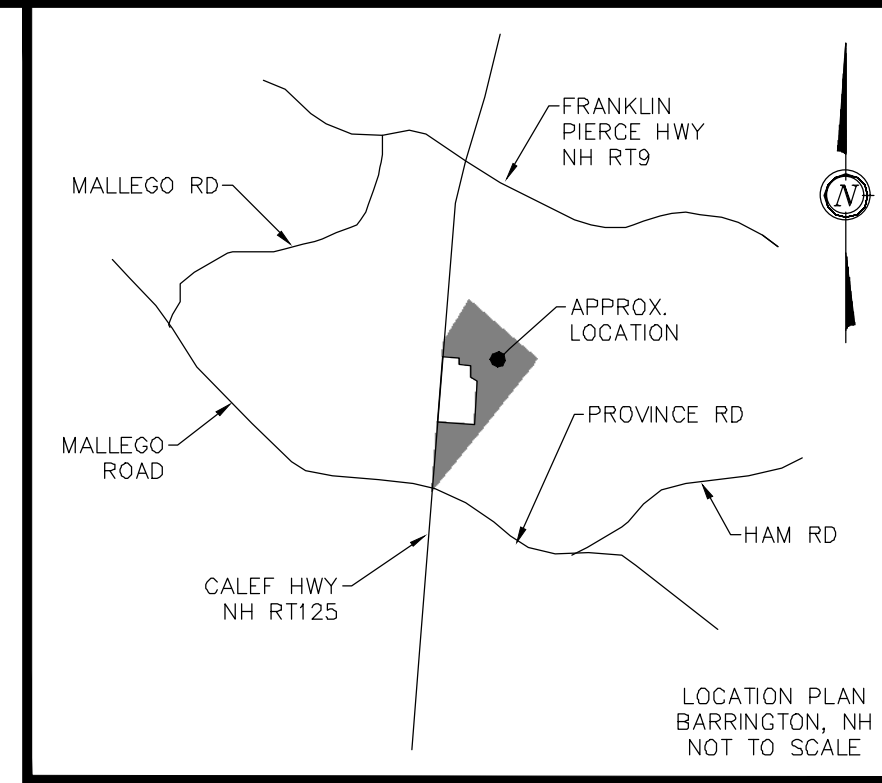 FRANKLIN
PIERCE HWY
NH RT9
MALLEGO RD
N
APPROX.
LOCATION
PROVINCE RD
MALLEGO
ROAD
HAM RD
CALEF HWY
NH RT125
LOCATION PLAN
BARRINGTON, NH
NOT TO SCALE